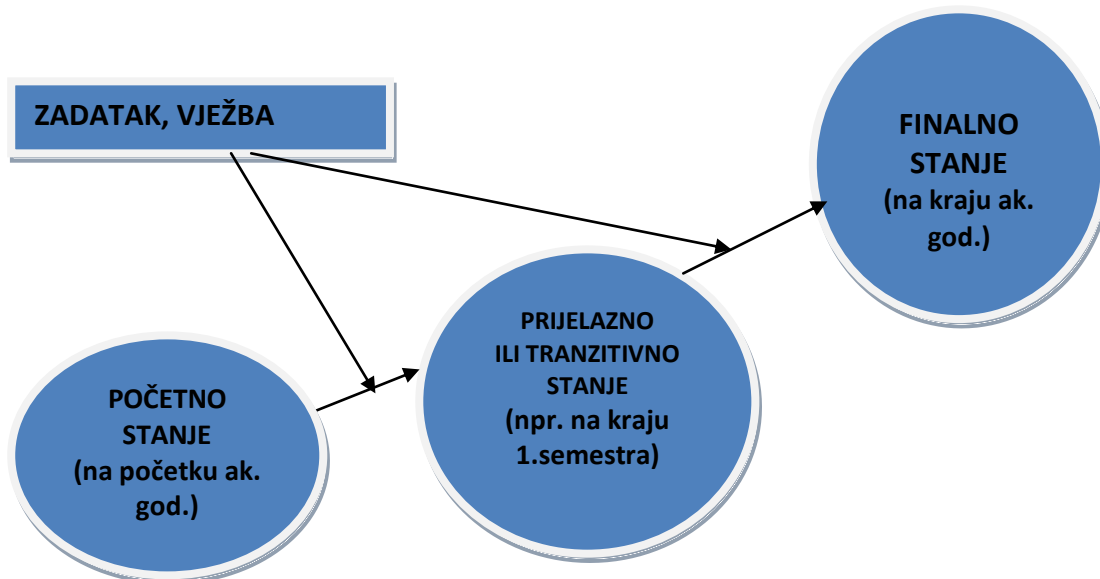 ZADATAK, VJEŽBA
FINALNO
STANJE
(na kraju ak.
god.)
PRIJELAZNO
ILI TRANZITIVNO
STANJE
(npr. na kraju
1.semestra)
POČETNO
STANJE
(na početku ak.
god.)